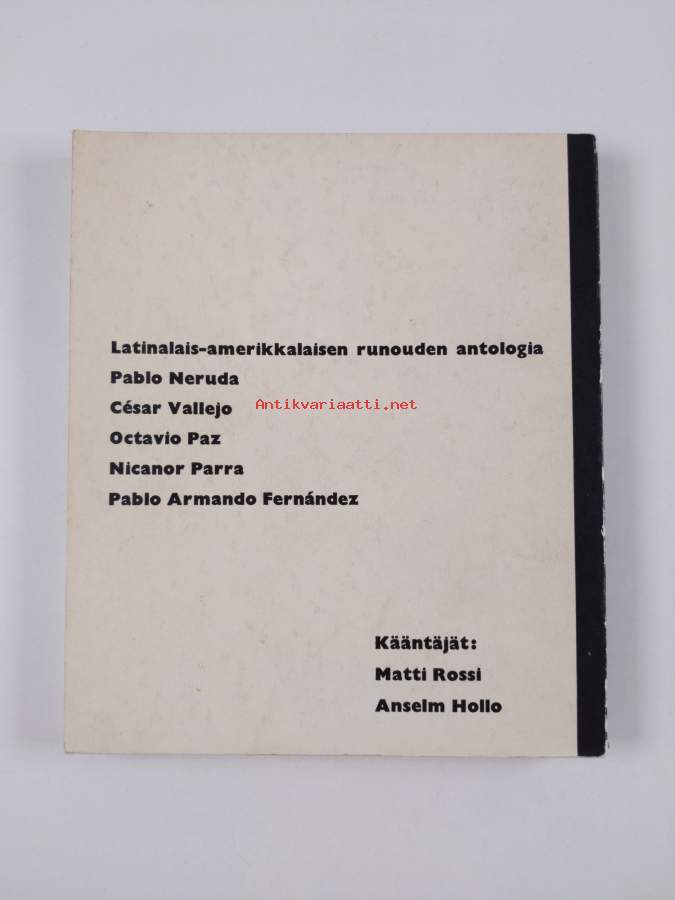 Latinalais-amerikkalaisen runouden antologia
Pablo Neruda
César Vallejo
Antikvariaatti.net
Octavio Paz
Nicanor Parra
Pablo Armando Fernández
Kääntäjät:
Matti Rossi
Anselm Hollo